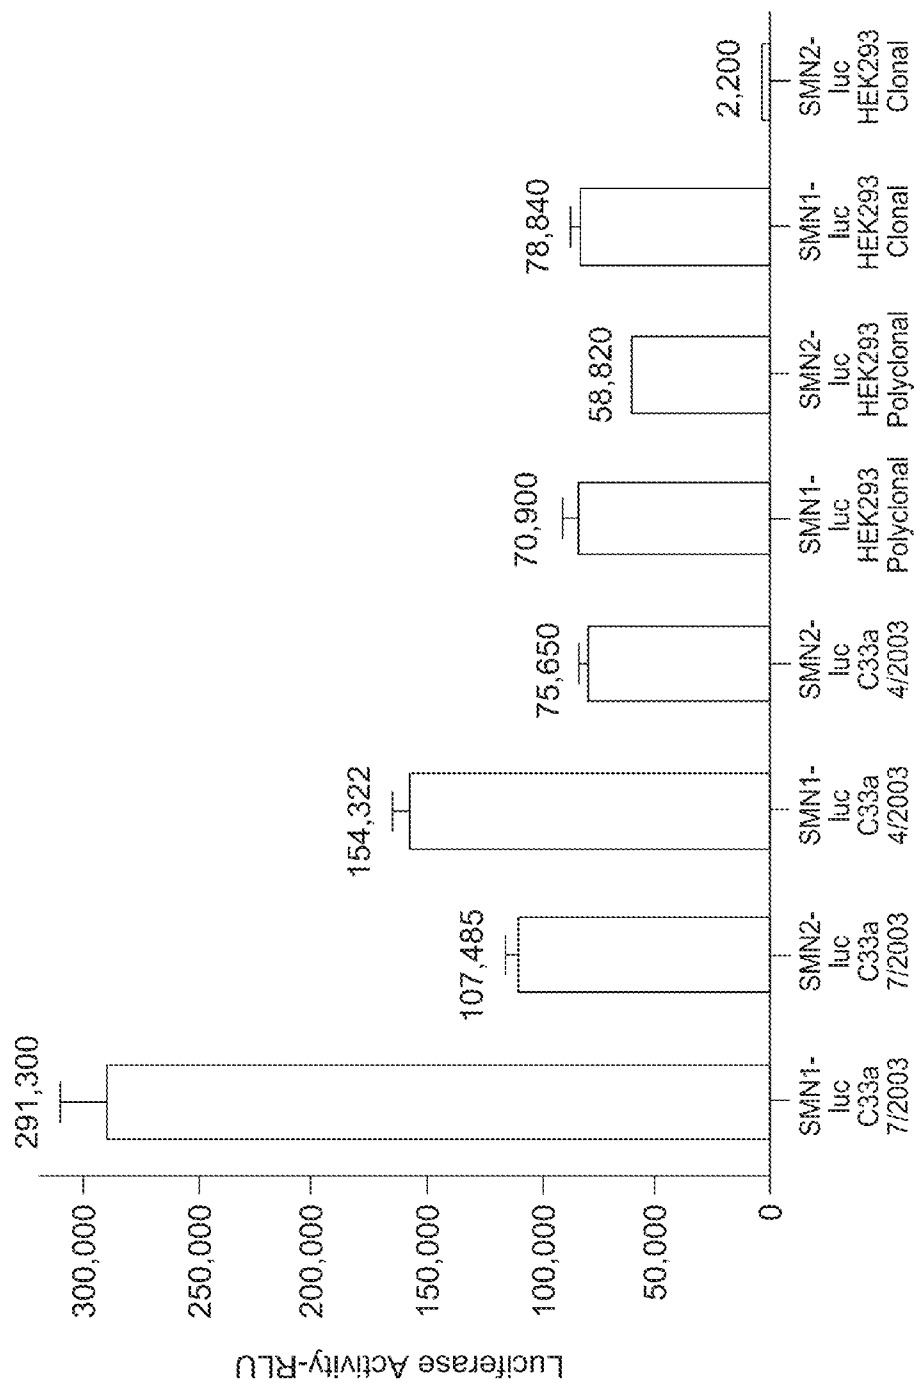 Luciferase Activity-RLU
300,000
250,000
200,000
150,000
100,000
50,000
0
291,300
107,485
154,322
75,650
70,900
58,820
78,840
2,200
SMN1-
luc
C33a
7/2003
SMN2-
luc
C33a
7/2003
SMN1-
luc
C33a
4/2003
SMN2-
luc
C33a
4/2003
SMN1-
luc
HEK293
Polyclonal
SMN2-
luc
HEK293
Polyclonal
SMN1-
luc
HEK293
Clonal
SMN2-
luc
HEK293
Clonal